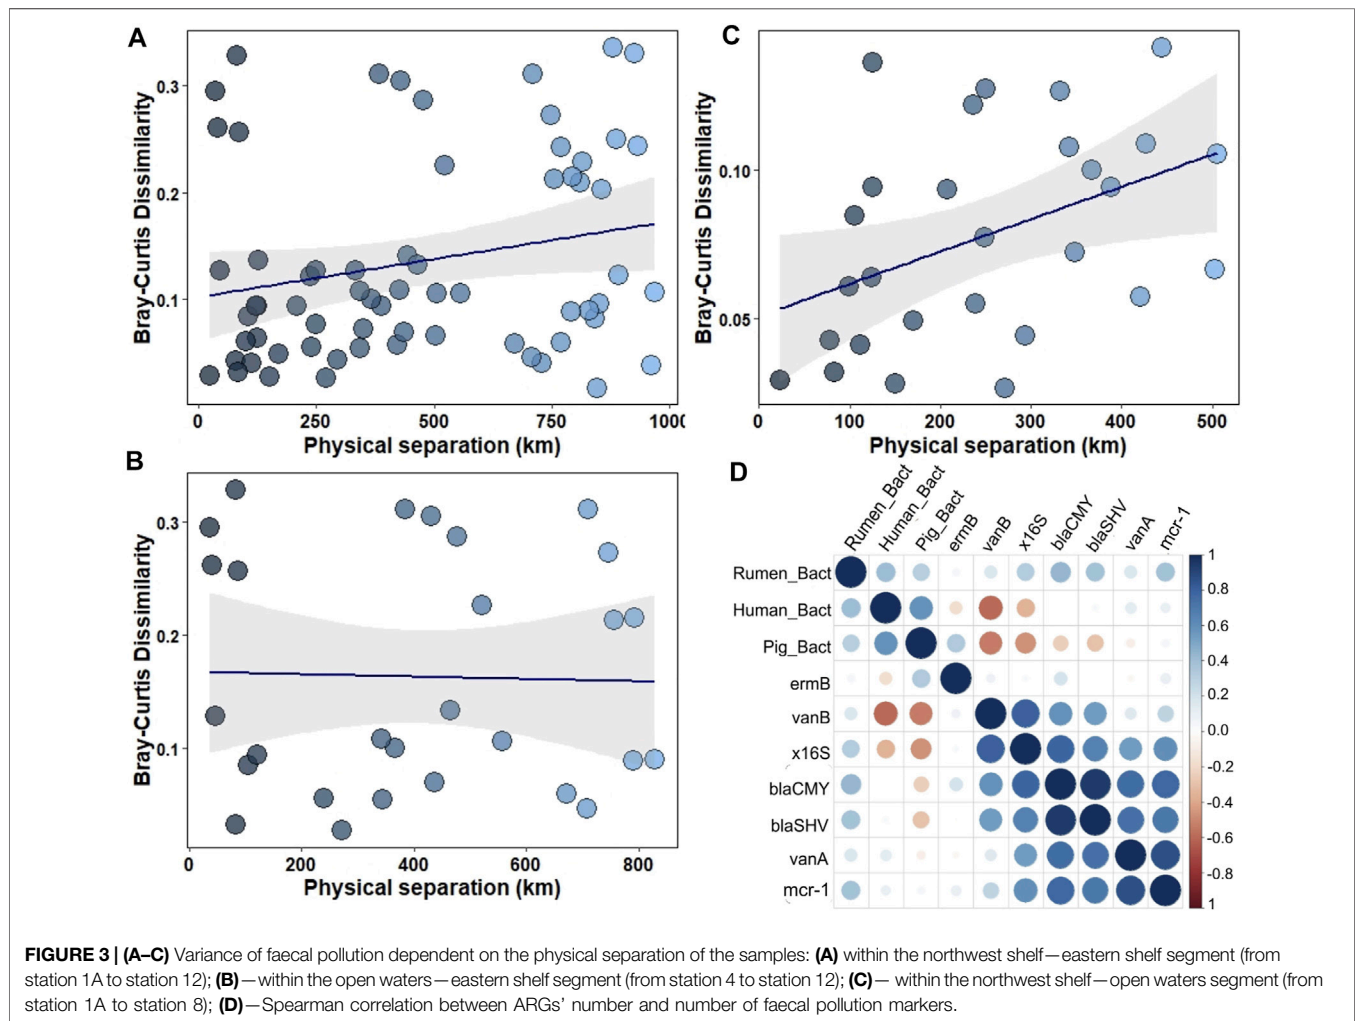 A
Bray-Curtis Dissimilarity
0.3
0.2
0.1
0 250 500 750 1000
Physical separation (km)
C
Bray-Curtis Dissimilarity
0.10
0.05
0 100 200 300 400 500
Physical separation (km)
B
Bray-Curtis Dissimilarity
0.3
0.2
0.1
0 200 400 600 800
Physical separation (km)
D
Rumen_Bact
Human_Bact
Pig_Bact
ermB
vanB
x16S
blaCMY
blaSHV
vanA
mcr-1
Rumen_Bact
Human_Bact
Pig_Bact
ermB
vanB
x16S
blaCMY
blaSHV
vanA
mcr-1
1
0.8
0.6
0.4
0.2
0.0
-0.2
-0.4
-0.6
-0.8
1
FIGURE 3 | (A–C) Variance of faecal pollution dependent on the physical separation of the samples: (A) within the northwest shelf—eastern shelf segment (from
station 1A to station 12); (B)—within the open waters—eastern shelf segment (from station 4 to station 12); (C)— within the northwest shelf—open waters segment (from
station 1A to station 8); (D)—Spearman correlation between ARGs' number and number of faecal pollution markers.